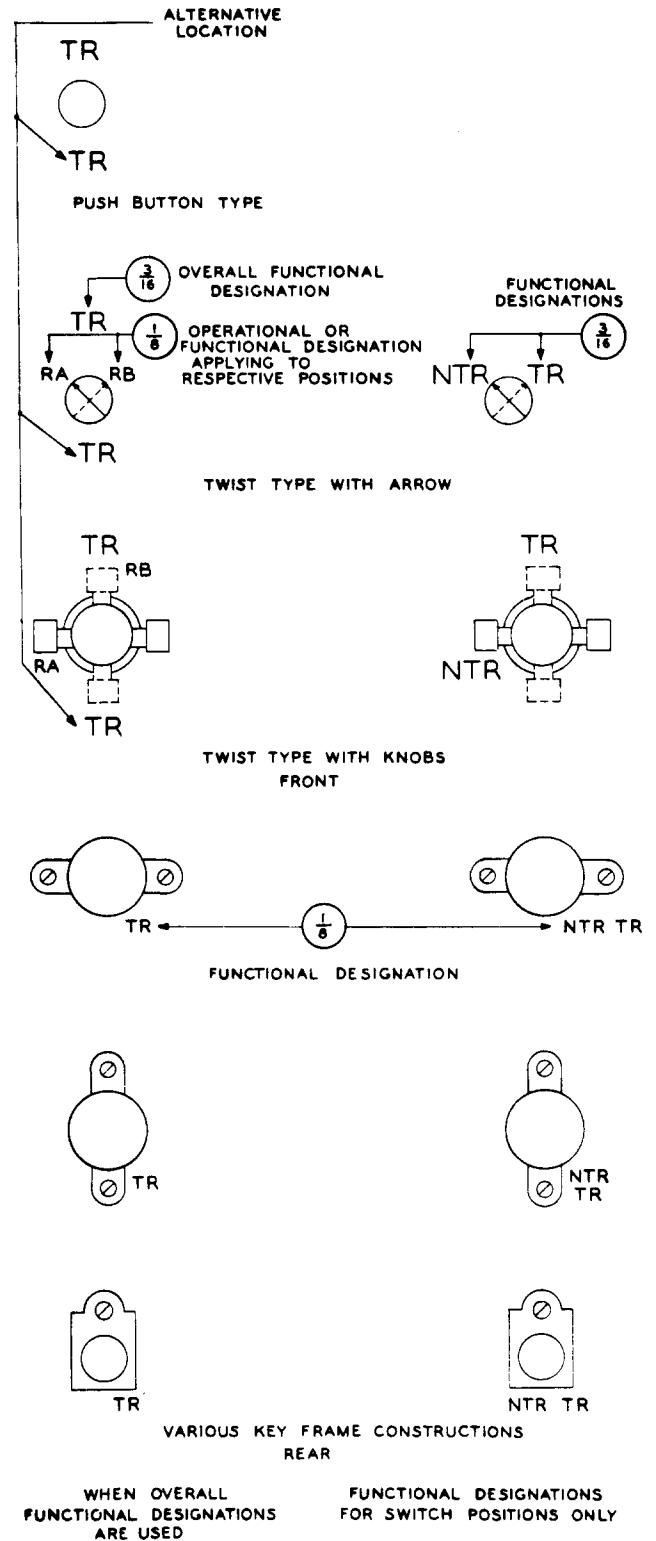 ALTERNATIVE
LOCATION
TR
TR
PUSH BUTTON TYPE
3/16
OVERALL FUNCTIONAL
DESIGNATION
TR
1/8
OPERATIONAL OR
FUNCTIONAL DESIGNATION
APPLYING TO
RESPECTIVE POSITIONS
RA RB
TR
FUNCTIONAL
DESIGNATIONS
3/16
NTR TR
TWIST TYPE WITH ARROW
TR
RB
RA
TR
TR
NTR
TWIST TYPE WITH KNOBS
FRONT
TR
1/8
NTR TR
FUNCTIONAL DESIGNATION
TR
NTR
TR
TR
NTR TR
VARIOUS KEY FRAME CONSTRUCTIONS
REAR
WHEN OVERALL
FUNCTIONAL DESIGNATIONS
ARE USED
FUNCTIONAL DESIGNATIONS
FOR SWITCH POSITIONS ONLY